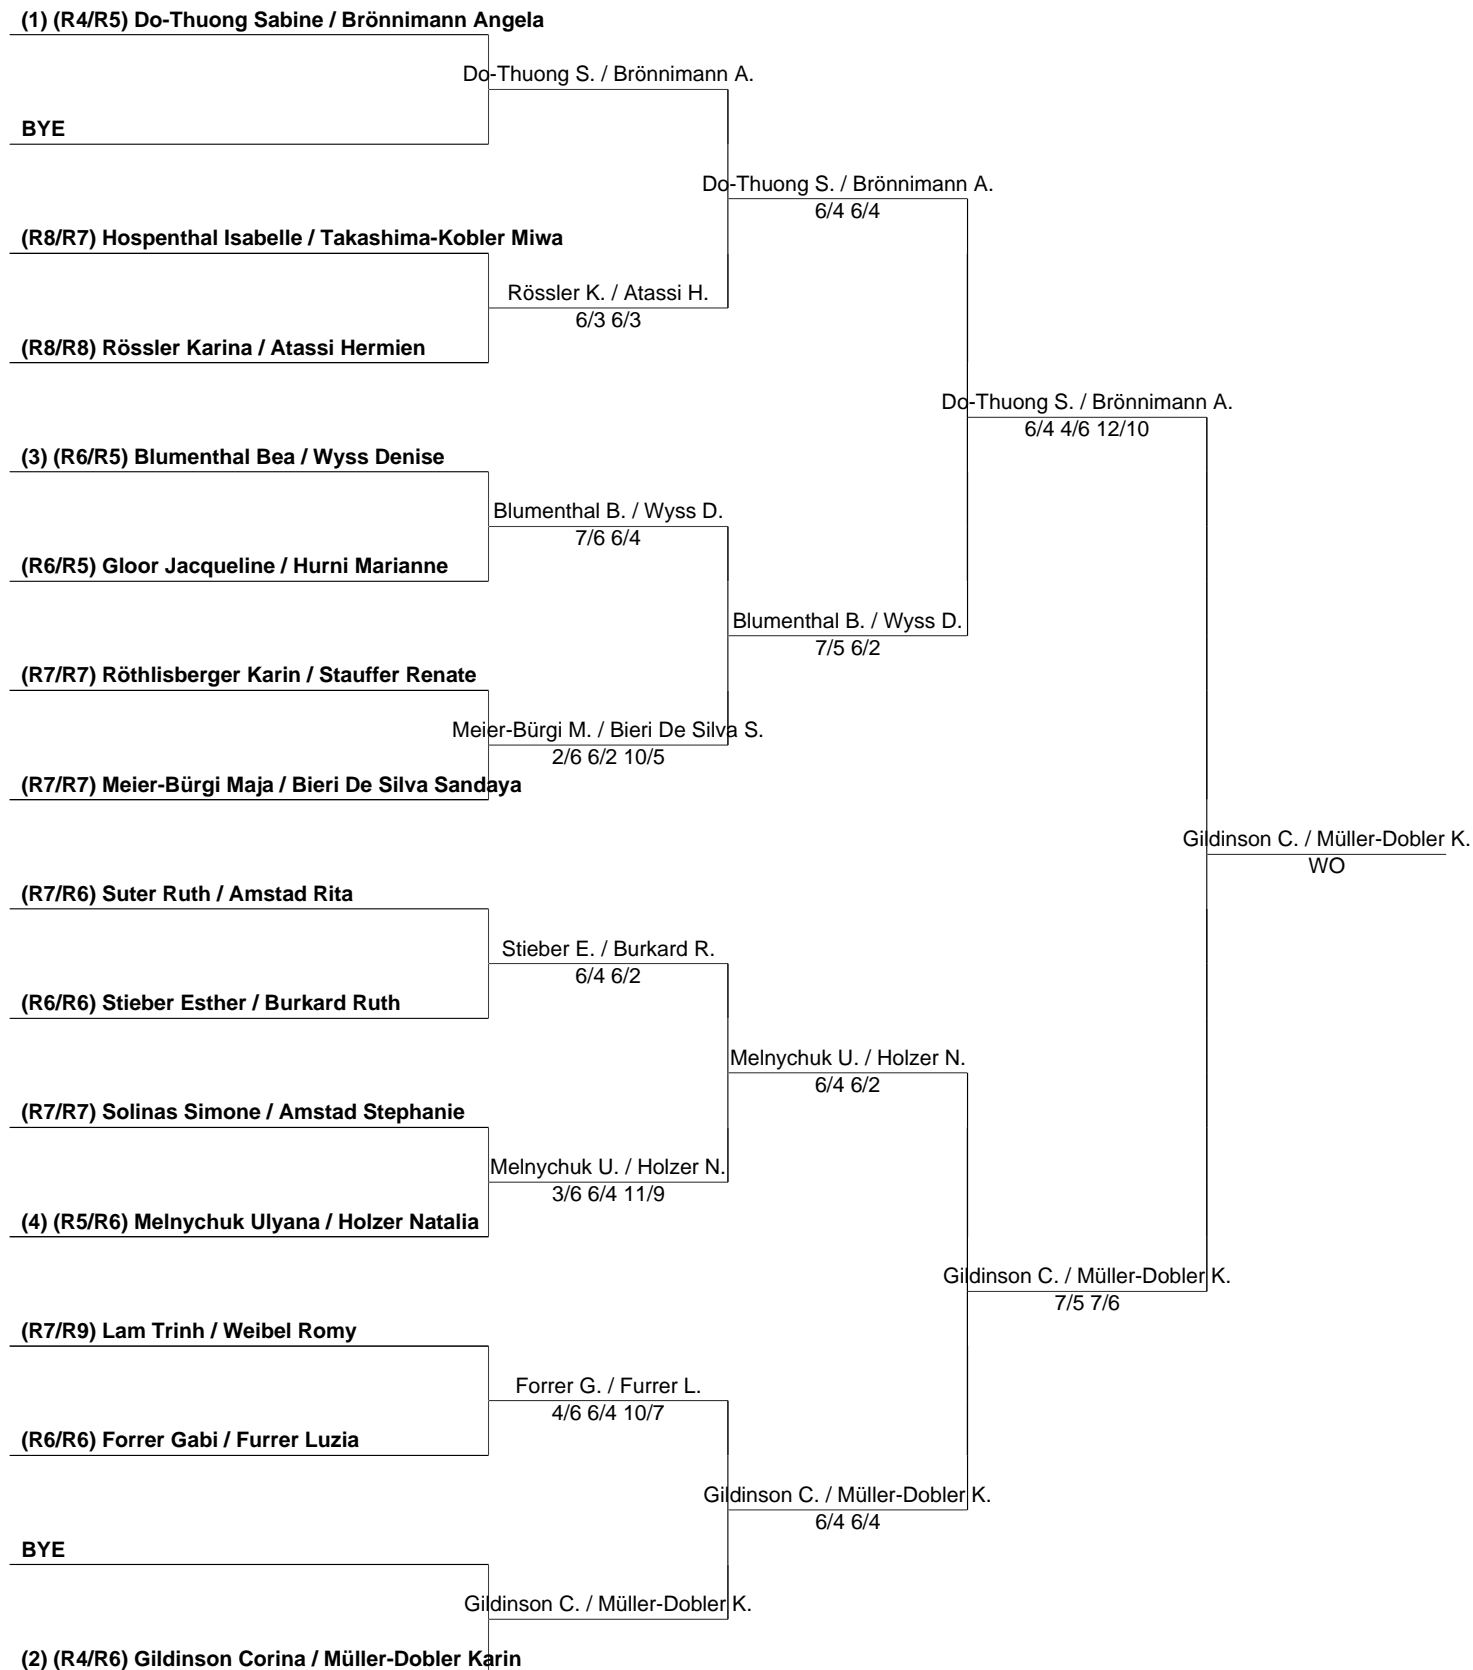 (1) (R4/R5) Do-Thuong Sabine / Brönnimann Angela
Do-Thuong S. / Brönnimann A.
BYE
Do-Thuong S. / Brönnimann A.
6/4 6/4
(R8/R7) Hospenthal Isabelle / Takashima-Kobler Miwa
Rössler K. / Atassi H.
6/3 6/3
(R8/R8) Rössler Karina / Atassi Hermien
Do-Thuong S. / Brönnimann A.
6/4 4/6 12/10
(3) (R6/R5) Blumenthal Bea / Wyss Denise
Blumenthal B. / Wyss D.
7/6 6/4
(R6/R5) Gloor Jacqueline / Hurni Marianne
Blumenthal B. / Wyss D.
7/5 6/2
(R7/R7) Röthlisberger Karin / Stauffer Renate
Meier-Bürgi M. / Bieri De Silva S.
2/6 6/2 10/5
(R7/R7) Meier-Bürgi Maja / Bieri De Silva Sandaya
Gildinson C. / Müller-Dobler K.
WO
(R7/R6) Suter Ruth / Amstad Rita
Stieber E. / Burkard R.
6/4 6/2
(R6/R6) Stieber Esther / Burkard Ruth
Melnychuk U. / Holzer N.
6/4 6/2
(R7/R7) Solinas Simone / Amstad Stephanie
Melnychuk U. / Holzer N.
3/6 6/4 11/9
(4) (R5/R6) Melnychuk Ulyana / Holzer Natalia
Gildinson C. / Müller-Dobler K.
7/5 7/6
(R7/R9) Lam Trinh / Weibel Romy
Forrer G. / Furrer L.
4/6 6/4 10/7
(R6/R6) Forrer Gabi / Furrer Luzia
Gildinson C. / Müller-Dobler K.
6/4 6/4
BYE
Gildinson C. / Müller-Dobler K.
(2) (R4/R6) Gildinson Corina / Müller-Dobler Karin